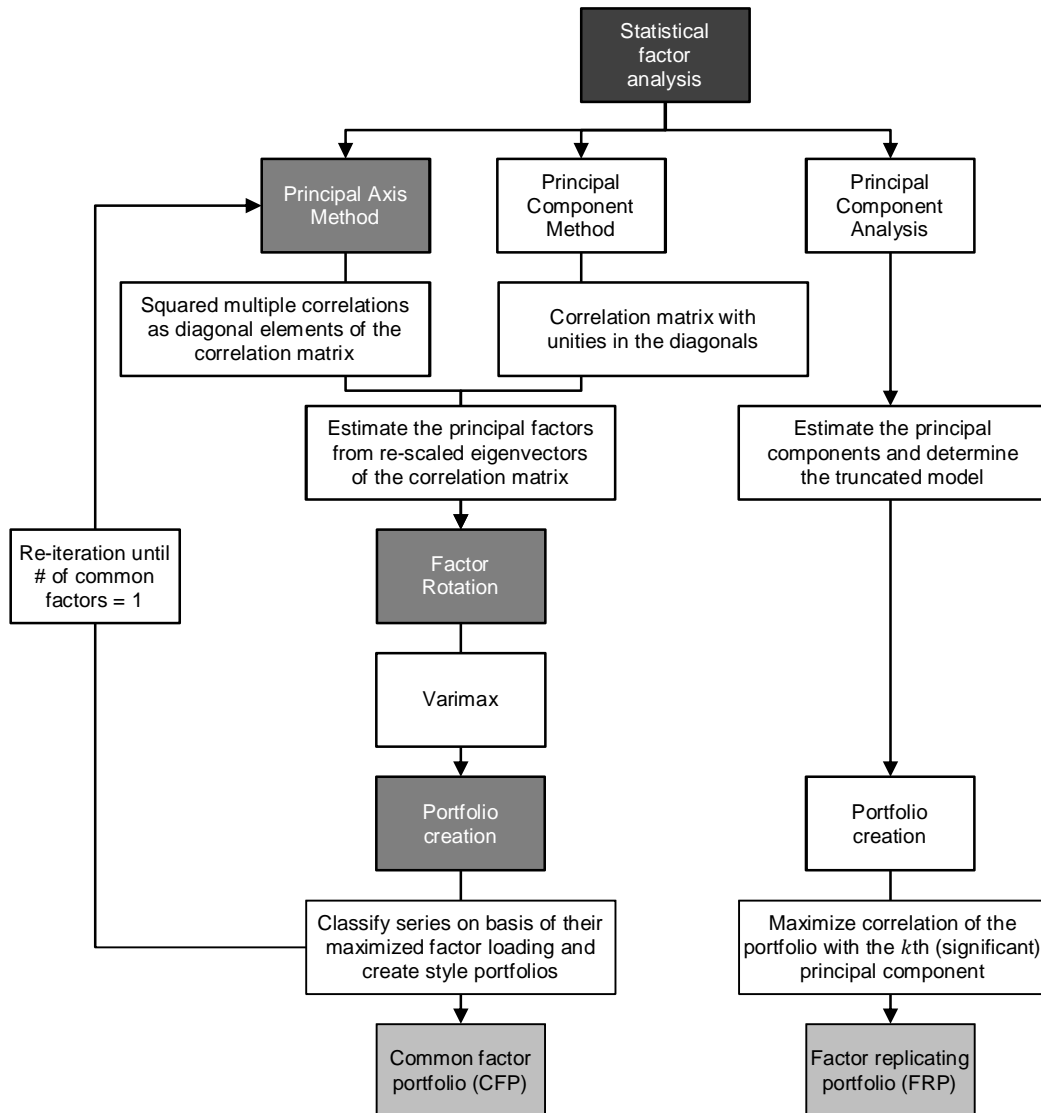 Statistical
factor
analysis
Principal Axis
Method
Principal
Component
Method
Principal
Component
Analysis
Squared multiple correlations
as diagonal elements of the
correlation matrix
Correlation matrix with
unities in the diagonals
Estimate the principal factors
from re-scaled eigenvectors
of the correlation matrix
Estimate the principal
components and determine
the truncated model
Re-iteration until
# of common
factors = 1
Factor
Rotation
Varimax
Portfolio
creation
Portfolio
creation
Classify series on basis of their
maximized factor loading and
create style portfolios
Maximize correlation of the
portfolio with the kth (significant)
principal component
Common factor
portfolio (CFP)
Factor replicating
portfolio (FRP)